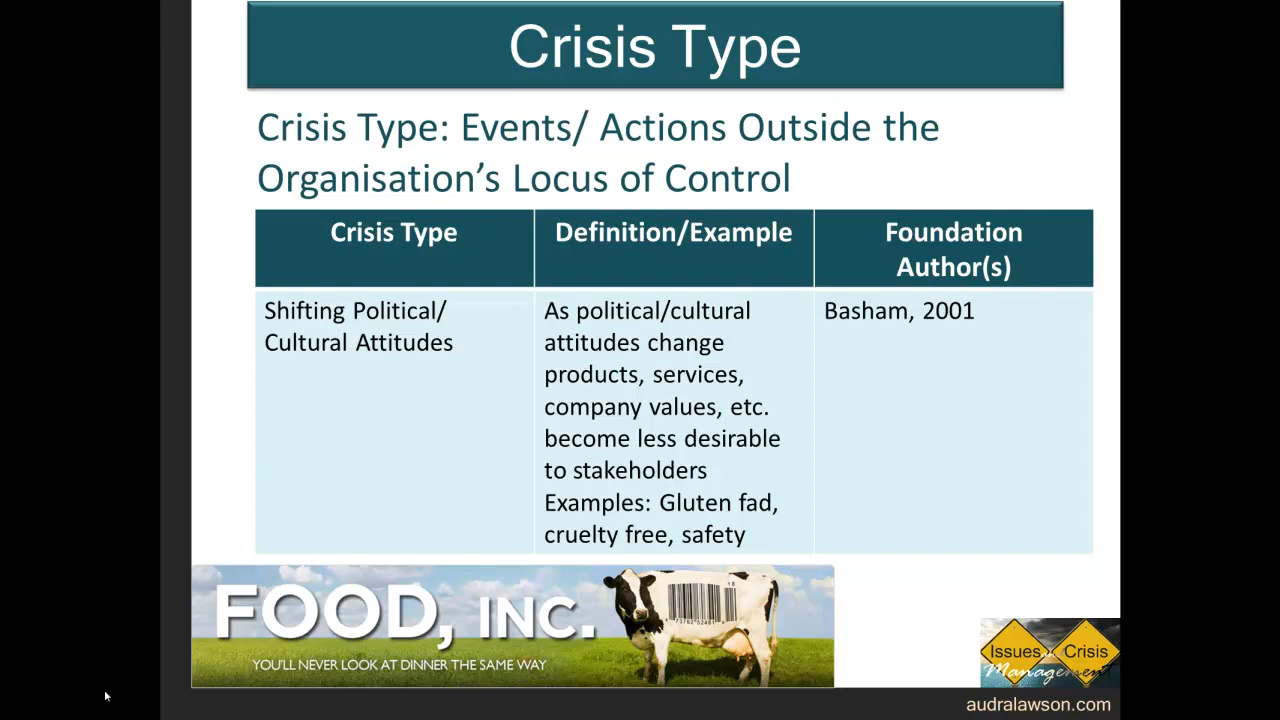 Crisis Type
Crisis Type: Events/ Actions Outside the
Organisation’s Locus of Control
Crisis Type
Definition/Example
Foundation
Author(s)
Shifting Political/
Cultural Attitudes
As political/cultural
attitudes change
products, services,
company values, etc.
become less desirable
to stakeholders
Examples: Gluten fad,
cruelty free, safety
Basham, 2001
FOOD, INC.
YOU'LL NEVER LOOK AT DINNER THE SAME WAY
Issues
Crisis
Management
audralawson.com